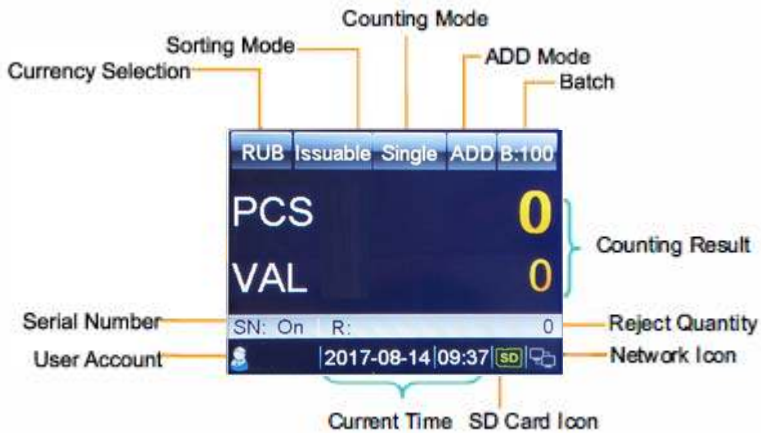 Counting Mode
Sorting Mode
ADD Mode
Currency Selection
Batch
RUB Issuable Single ADD B:100
PCS 0
Counting Result
VAL 0
Serial Number
SN: On R: 0
Reject Quantity
User Account
2017-08-14 09:37 SD
Network Icon
Current Time SD Card Icon